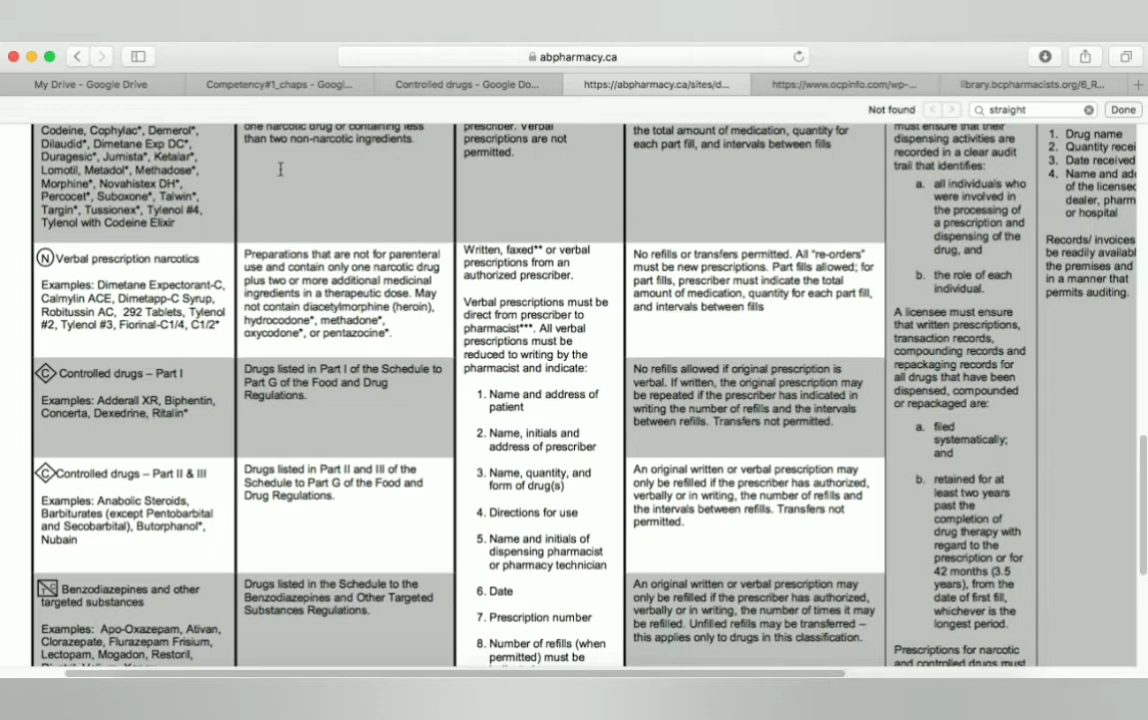 abpharmacy.ca
My Drive - Google Drive
Competency#1_chaps - Googl...
Controlled drugs - Google Do...
https://abpharmacy.ca/sites/d...
https://www.ocpinfo.com/wp-...
library.bcpharmacists.org/6_R...
Not found
straight
Done
Codeine, Cophylac*, Demerol*,
Dilaudid*, Dimetane Exp DC*,
Duragesic*, Jurnista*, Ketalar*,
Lomotil, Metadol*, Methadose*,
Morphine*, Novahistex DH*,
Percocet*, Suboxone*, Talwin*,
Targin*, Tussionex*, Tylenol #4,
Tylenol with Codeine Elixir
one narcotic drug or containing less
than two non-narcotic ingredients.
prescriber. Verbal
prescriptions are not
permitted.
the total amount of medication, quantity for
each part fill, and intervals between fills
must ensure that their
dispensing activities are
recorded in a clear audit
trail that identifies:
a. all individuals who
were involved in
the processing of
a prescription and
dispensing of the
drug, and
b. the role of each
individual.
A licensee must ensure
that written prescriptions,
transaction records,
compounding records and
repackaging records for
all drugs that have been
dispensed, compounded
or repackaged are:
a. filed
systematically;
and
b. retained for at
least two years
past the
completion of
drug therapy with
regard to the
prescription or for
42 months (3.5
years), from the
date of first fill,
whichever is the
longest period.
Prescriptions for narcotic
and controlled drugs must
1. Drug name
2. Quantity recei
3. Date received
4. Name and add
of the licensed
dealer, pharm
or hospital
Records/ invoices
be readily availabl
the premises and
in a manner that
permits auditing.
N Verbal prescription narcotics
Examples: Dimetane Expectorant-C,
Calmylin ACE, Dimetapp-C Syrup,
Robitussin AC, 292 Tablets, Tylenol
#2, Tylenol #3, Fiorinal-C1/4, C1/2*
Preparations that are not for parenteral
use and contain only one narcotic drug
plus two or more additional medicinal
ingredients in a therapeutic dose. May
not contain diacetylmorphine (heroin),
hydrocodone*, methadone*,
oxycodone*, or pentazocine*.
Written, faxed** or verbal
prescriptions from an
authorized prescriber.
Verbal prescriptions must be
direct from prescriber to
pharmacist***. All verbal
prescriptions must be
reduced to writing by the
pharmacist and indicate:
1. Name and address of
patient
2. Name, initials and
address of prescriber
3. Name, quantity, and
form of drug(s)
4. Directions for use
5. Name and initials of
dispensing pharmacist
or pharmacy technician
6. Date
7. Prescription number
8. Number of refills (when
permitted) must be
No refills or transfers permitted. All "re-orders"
must be new prescriptions. Part fills allowed; for
part fills, prescriber must indicate the total
amount of medication, quantity for each part fill,
and intervals between fills
C Controlled drugs – Part I
Examples: Adderall XR, Biphentin,
Concerta, Dexedrine, Ritalin*
Drugs listed in Part I of the Schedule to
Part G of the Food and Drug
Regulations.
No refills allowed if original prescription is
verbal. If written, the original prescription may
be repeated if the prescriber has indicated in
writing the number of refills and the intervals
between refills. Transfers not permitted.
C Controlled drugs – Part II & III
Examples: Anabolic Steroids,
Barbiturates (except Pentobarbital
and Secobarbital), Butorphanol*,
Nubain
Drugs listed in Part II and III of the
Schedule to Part G of the Food and
Drug Regulations.
An original written or verbal prescription may
only be refilled if the prescriber has authorized,
verbally or in writing, the number of refills and
the intervals between refills. Transfers not
permitted.
Benzodiazepines and other
targeted substances
Examples: Apo-Oxazepam, Ativan,
Clorazepate, Flurazepam Frisium,
Lectopam, Mogadon, Restoril,
Drugs listed in the Schedule to the
Benzodiazepines and Other Targeted
Substances Regulations.
An original written or verbal prescription may
only be refilled if the prescriber has authorized,
verbally or in writing, the number of times it may
be refilled. Unfilled refills may be transferred –
this applies only to drugs in this classification.